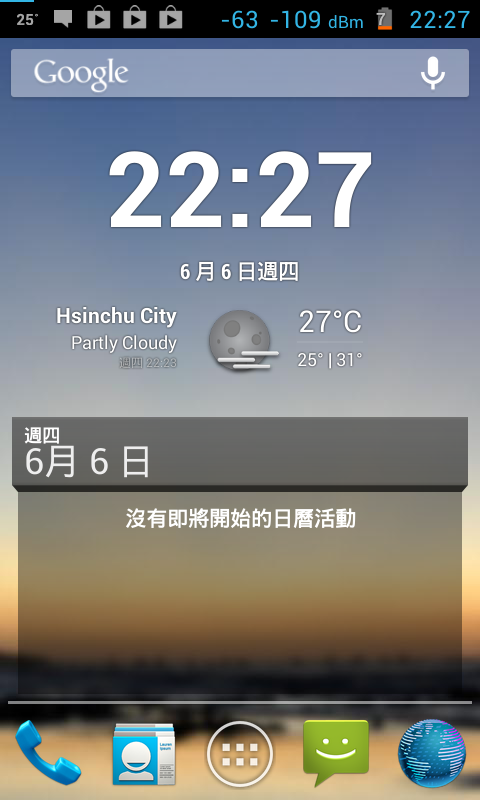 25°
-63 -109 dBm 7 22:27
Google
22:27
6 月 6 日週四
Hsinchu City
Partly Cloudy
週四 22:23
27°C
25° | 31°
週四
6月 6 日
沒有即將開始的日曆活動
Lorem
Ipsum